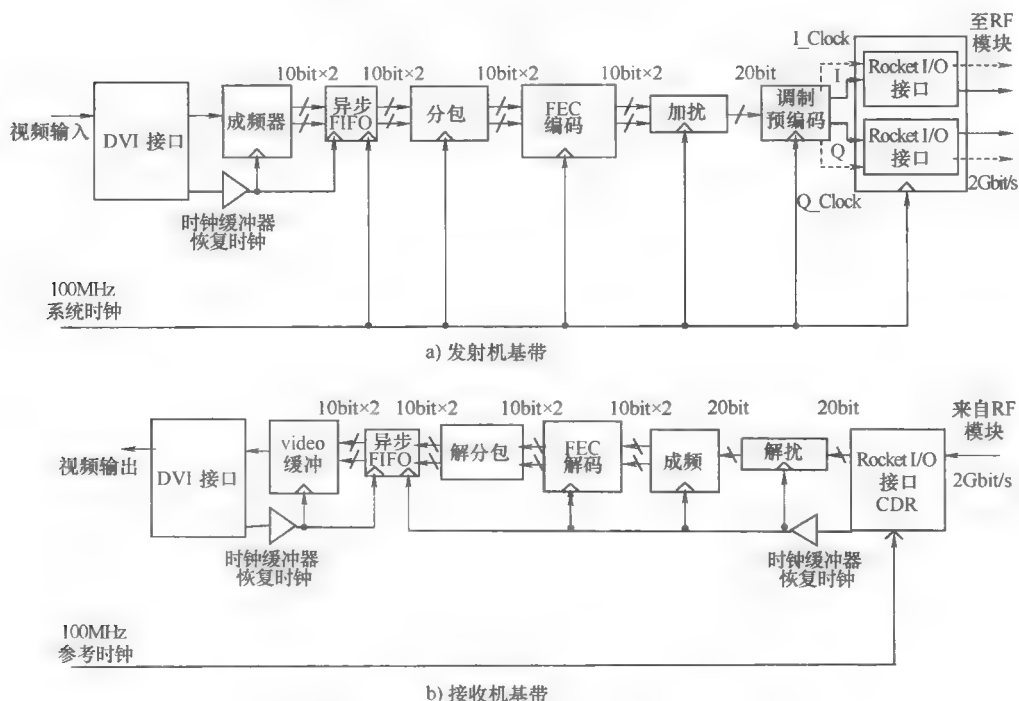 至RF
模块
I_Clock
10bit×2
10bit×2
10bit×2
10bit×2
20bit
I
Rocket I/O
接口
视频输入
DVI 接口
成频器
异步
FIFO
分包
FEC
编码
加扰
调制
预编码
Rocket I/O
接口
Q
2Gbit/s
Q_Clock
时钟缓冲器
恢复时钟
100MHz
系统时钟
a) 发射机基带
10bit×2
10bit×2
10bit×2
10bit×2
20bit
20bit
来自RF
模块
视频输出
DVI 接口
video
缓冲
异步
FIFO
解分包
FEC
解码
成频
解扰
Rocket I/O
接口
CDR
2Gbit/s
时钟缓冲器
恢复时钟
时钟缓冲器
恢复时钟
100MHz
参考时钟
b) 接收机基带